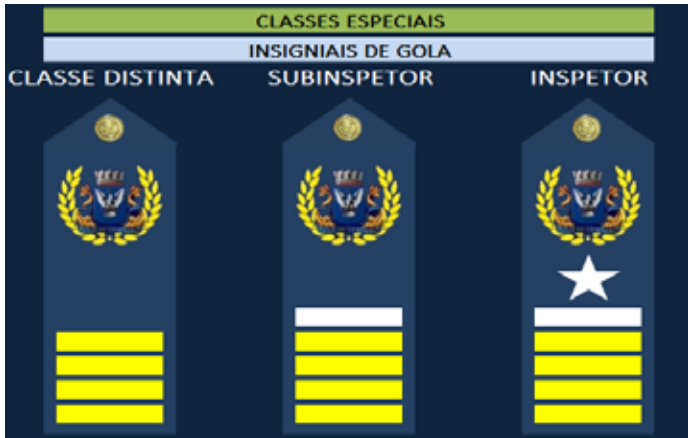 CLASSES ESPECIAIS
INSIGNIAIS DE GOLA
CLASSE DISTINTA SUBINSPETOR INSPETOR